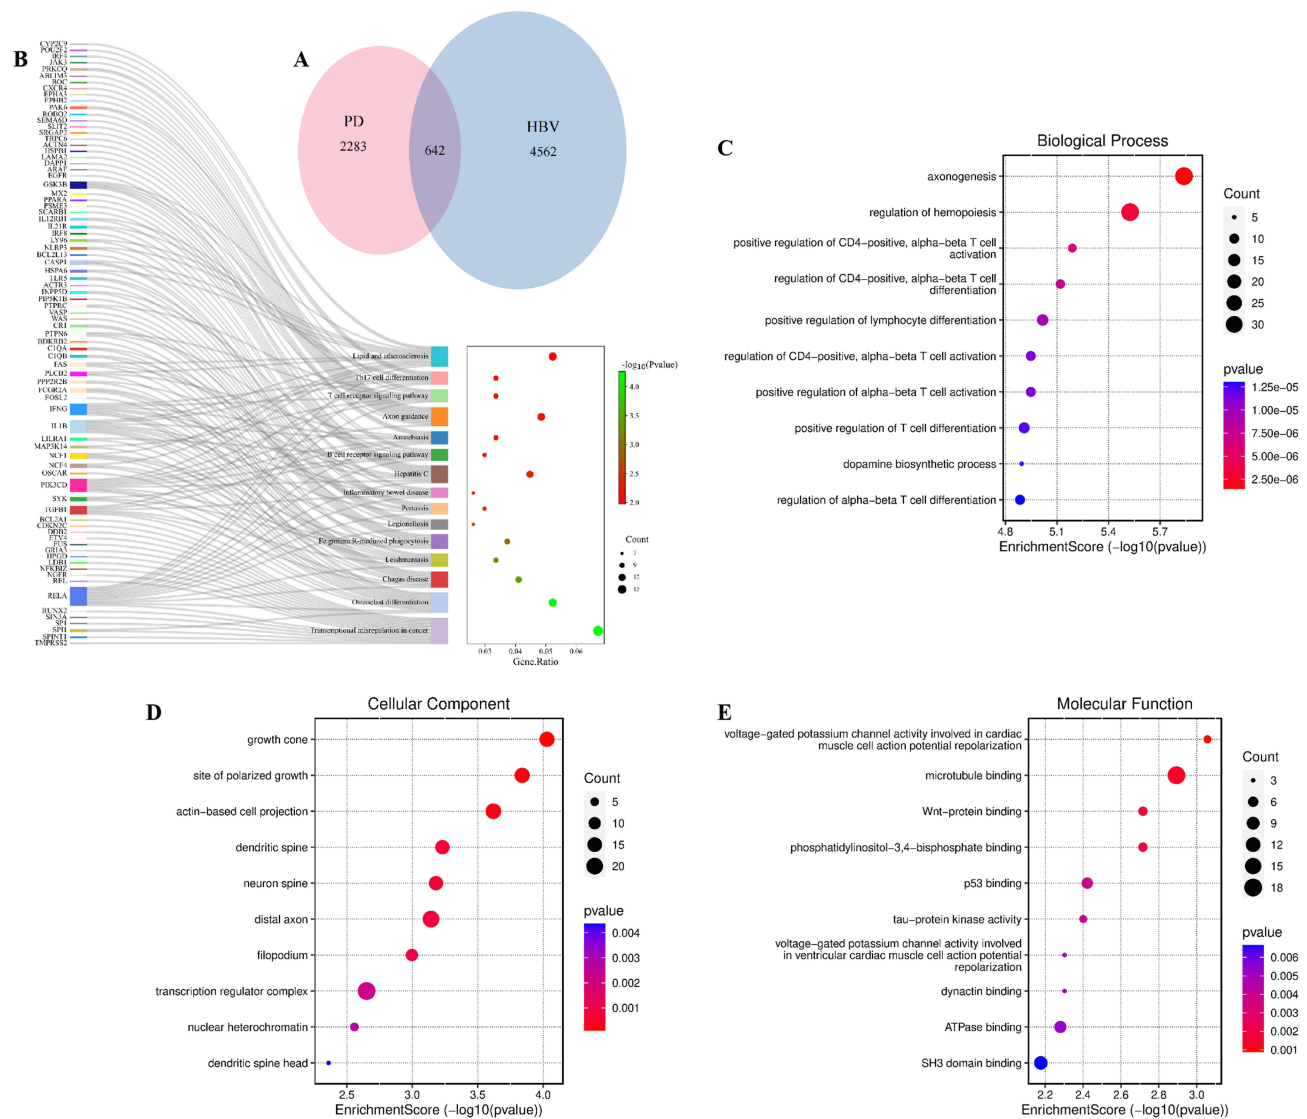 B
CYP2C9
POU2F2
IRF4
JAK3
PRKCQ
ABLIM3
BOC
CXCR4
EPHA3
EPHB2
PAK6
ROBO2
SEMA6D
SLIT2
SRGAP2
TRPC6
ACTN4
HSPB1
LAMA2
DAPP1
ARAF
EGFR
GSK3B
MX2
PPARA
PSME3
SCARB1
IL12RB1
IL21R
IRF8
LY96
NLRP3
BCL2L13
CASP1
HSPA6
TLR5
ACTR3
INPP5D
PIP5K1B
PTPRC
VASP
WAS
CR1
PTPN6
BDKRB2
C1QA
C1QB
FAS
PLCB2
PPP2R2B
FCGR2A
FOSL2
IFNG
IL1B
LILRA1
MAP3K14
NCF1
NCF4
OSCAR
PIK3CD
SYK
TGFB1
BCL2A1
CDKN2C
DDB2
ETV4
FUS
GRIA3
HPGD
LDB1
NFKBIZ
NGFR
REL
RELA
RUNX2
SIN3A
SP1
SPI1
SPINT1
TMPRSS2
Lipid and atherosclerosis
Th17 cell differentiation
T cell receptor signaling pathway
Axon guidance
Amoebiasis
B cell receptor signaling pathway
Hepatitis C
Inflammatory bowel disease
Pertussis
Legionellosis
Fc gamma R-mediated phagocytosis
Leishmaniasis
Chagas disease
Osteoclast differentiation
Transcriptional misregulation in cancer
0.03 0.04 0.05 0.06
Gene.Ratio
-log10(Pvalue)
4.0
3.5
3.0
2.5
2.0
Count
7
9
12
15
A
PD
2283
642
HBV
4562
C
Biological Process
axonogenesis
regulation of hemopoiesis
positive regulation of CD4−positive, alpha−beta T cell
activation
regulation of CD4−positive, alpha−beta T cell
differentiation
positive regulation of lymphocyte differentiation
regulation of CD4−positive, alpha−beta T cell activation
positive regulation of alpha−beta T cell activation
positive regulation of T cell differentiation
dopamine biosynthetic process
regulation of alpha−beta T cell differentiation
4.8 5.1 5.4 5.7
EnrichmentScore (−log10(pvalue))
Count
5
10
15
20
25
30
pvalue
1.25e−05
1.00e−05
7.50e−06
5.00e−06
2.50e−06
D
Cellular Component
growth cone
site of polarized growth
actin−based cell projection
dendritic spine
neuron spine
distal axon
filopodium
transcription regulator complex
nuclear heterochromatin
dendritic spine head
2.5 3.0 3.5 4.0
EnrichmentScore (−log10(pvalue))
Count
5
10
15
20
pvalue
0.004
0.003
0.002
0.001
E
Molecular Function
voltage−gated potassium channel activity involved in cardiac
muscle cell action potential repolarization
microtubule binding
Wnt−protein binding
phosphatidylinositol−3,4−bisphosphate binding
p53 binding
tau−protein kinase activity
voltage−gated potassium channel activity involved
in ventricular cardiac muscle cell action potential
repolarization
dynactin binding
ATPase binding
SH3 domain binding
2.2 2.4 2.6 2.8 3.0
EnrichmentScore (−log10(pvalue))
Count
3
6
9
12
15
18
pvalue
0.006
0.005
0.004
0.003
0.002
0.001